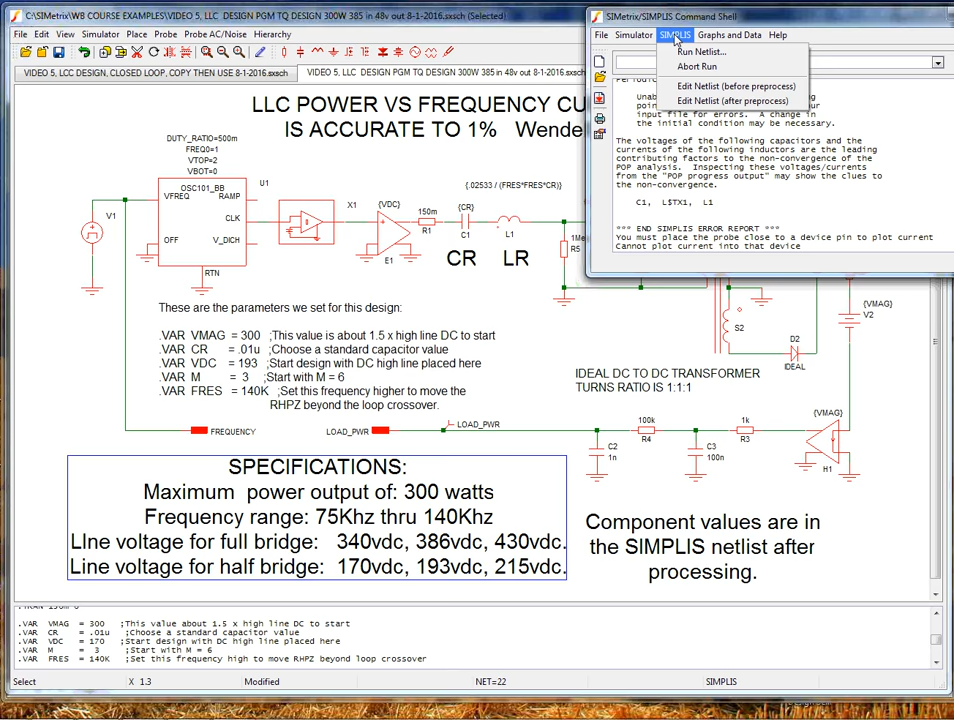 C:\SIMetrix\WB COURSE EXAMPLES\VIDEO 5, LLC DESIGN PGM TQ DESIGN 300W 385 in 48v out 8-1-2016.sxsch (Selected)
File Edit View Simulator Place Probe Probe AC/Noise Hierarchy
VIDEO 5, LCC DESIGN, CLOSED LOOP, COPY THEN USE 8-1-2016.sxsch
VIDEO 5, LLC DESIGN PGM TQ DESIGN 300W 385 in 48v out 8-1-2016.sxsch
SIMetrix/SIMPLIS Command Shell
File Simulator SIMPLIS Graphs and Data Help
Run Netlist...
Abort Run
Edit Netlist (before preprocess)
Edit Netlist (after preprocess)
Unab
poin
input file for errors. A change in
the initial condition may be necessary.
The voltages of the following capacitors and the
currents of the following inductors are the leading
contributing factors to the non-convergence of the
POP analysis. Inspecting these voltages/currents
from the "POP progress output" may show the clues to
the non-convergence.
C1, L$TX1, L1
*** END SIMPLIS ERROR REPORT ***
You must place the probe close to a device pin to plot current
Cannot plot current into that device
LLC POWER VS FREQUENCY CU
IS ACCURATE TO 1% Wende
DUTY_RATIO=500m
FREQ0=1
VTOP=2
VBOT=0
OSC101_BB
VFREQ RAMP
CLK
OFF V_DICH
RTN
U1
V1
X1
{VDC}
E1
150m
R1
{CR}
C1
{.02533 / (FRES*FRES*CR)}
L1
CR LR
1Me
R5
S2
D2
IDEAL
{VMAG}
V2
These are the parameters we set for this design:
.VAR VMAG = 300 ;This value is about 1.5 x high line DC to start
.VAR CR = .01u ;Choose a standard capacitor value
.VAR VDC = 193 ;Start design with DC high line placed here
.VAR M = 3 ;Start with M = 6
.VAR FRES = 140K ;Set this frequency higher to move the
RHPZ beyond the loop crossover.
IDEAL DC TO DC TRANSFORMER
TURNS RATIO IS 1:1:1
FREQUENCY
LOAD_PWR
LOAD_PWR
100k
R4
1k
R3
C2
1n
C3
100n
{VMAG}
H1
SPECIFICATIONS:
Maximum power output of: 300 watts
Frequency range: 75Khz thru 140Khz
LIne voltage for full bridge: 340vdc, 386vdc, 430vdc.
Line voltage for half bridge: 170vdc, 193vdc, 215vdc.
Component values are in
the SIMPLIS netlist after
processing.
.VAR VMAG = 300 ;This value about 1.5 x high line DC to start
.VAR CR = .01u ;Choose a standard capacitor value
.VAR VDC = 170 ;Start design with DC high line placed here
.VAR M = 3 ;Start with M = 6
.VAR FRES = 140K ;Set this frequency high to move RHPZ beyond loop crossover
Select X 1.3 Modified NET=22 SIMPLIS